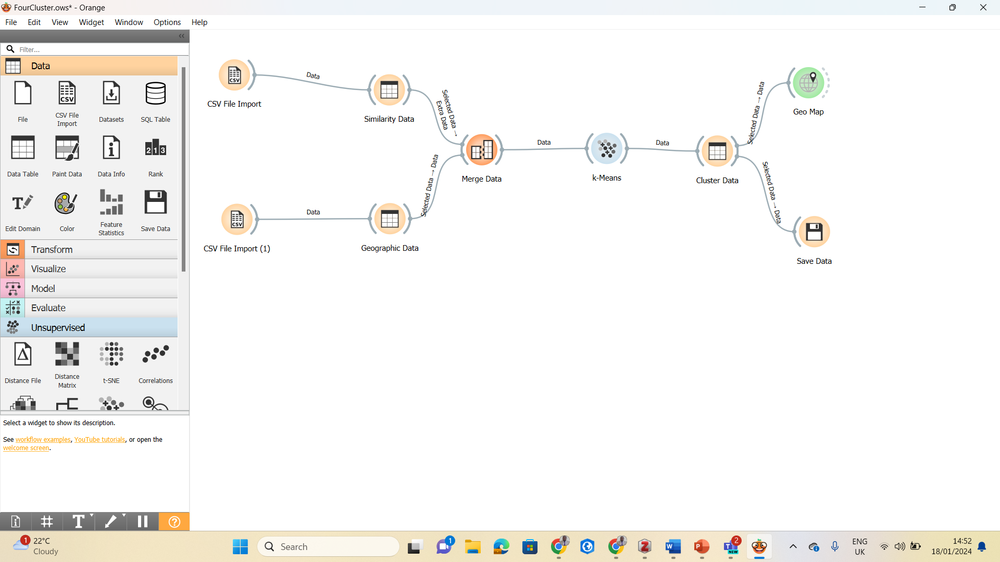 FourCluster.ows* - Orange
File Edit View Widget Window Options Help
Filter...
Data
File
CSV File
Import
Datasets
SQL Table
Data Table
Paint Data
Data Info
Rank
Edit Domain
Color
Feature
Statistics
Save Data
Transform
Visualize
Model
Evaluate
Unsupervised
Distance File
Distance
Matrix
t-SNE
Correlations
Select a widget to show its description.
See workflow examples, YouTube tutorials, or open the
welcome screen.
CSV
CSV File Import
Data
Similarity Data
Selected Data →
Extra Data
CSV
CSV File Import (1)
Data
Geographic Data
Selected Data → Data
Merge Data
Data
k-Means
Data
Cluster Data
Selected Data → Data
Geo Map
Selected Data → Data
Save Data
1
22°C
Cloudy
Search
1
2
NEW
ENG
UK
14:52
18/01/2024